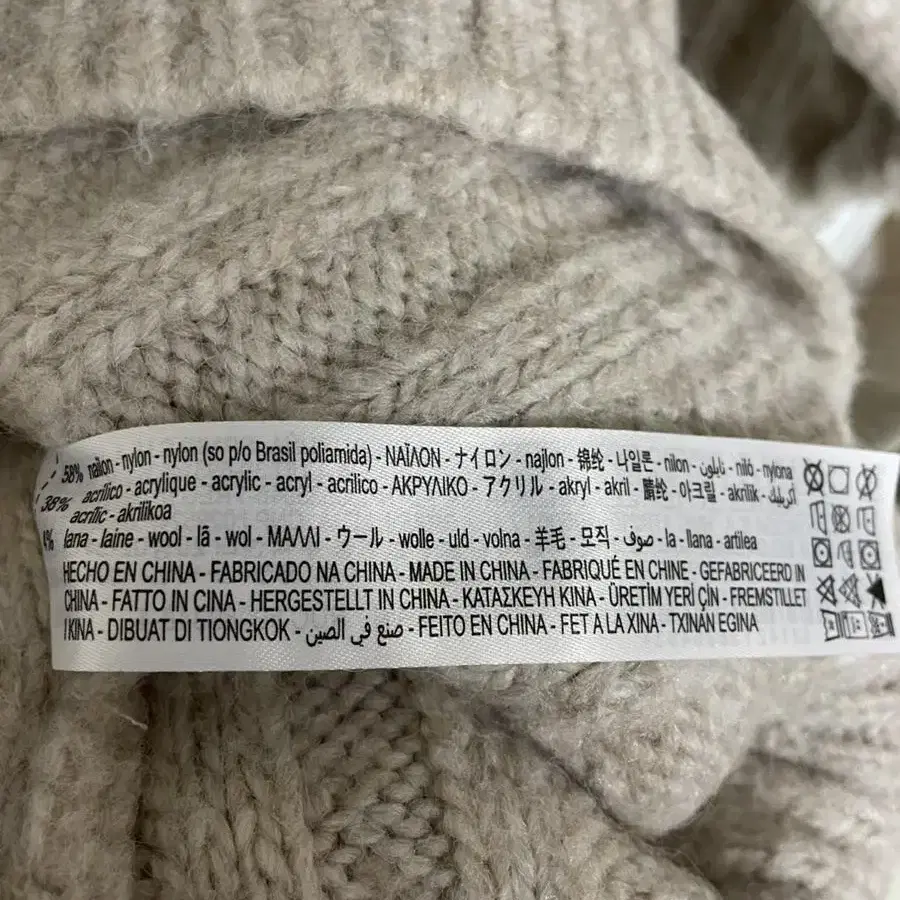 58% nailon - nylon - nylon (so p/o Brasil poliamida) - ΝΑΪΛΟΝ - ナイロン - najlon - 锦纶 - 나일론 - nilon - نايلون - niló - nylona
38% acrílico - acrylique - acrylic - acryl - acrilico - ΑΚΡΥΛΙΚΟ - アクリル - akryl - akril - 腈纶 - 아크릴 - akrilik - أكريليك
acrílic - akrilikoa
4% lana - laine - wool - lã - wol - ΜΑΛΛΙ - ウール - wolle - uld - volna - 羊毛 - 모직 - صوف - la - llana - artilea
HECHO EN CHINA - FABRICADO NA CHINA - MADE IN CHINA - FABRIQUÉ EN CHINE - GEFABRICEERD IN
CHINA - FATTO IN CINA - HERGESTELLT IN CHINA - ΚΑΤΑΣΚΕΥΗ ΚΙΝΑ - ÜRETİM YERİ ÇİN - FREMSTILLET
I KINA - DIBUAT DI TIONGKOK - صنع في الصين - FEITO EN CHINA - FET A LA XINA - TXINAN EGINA